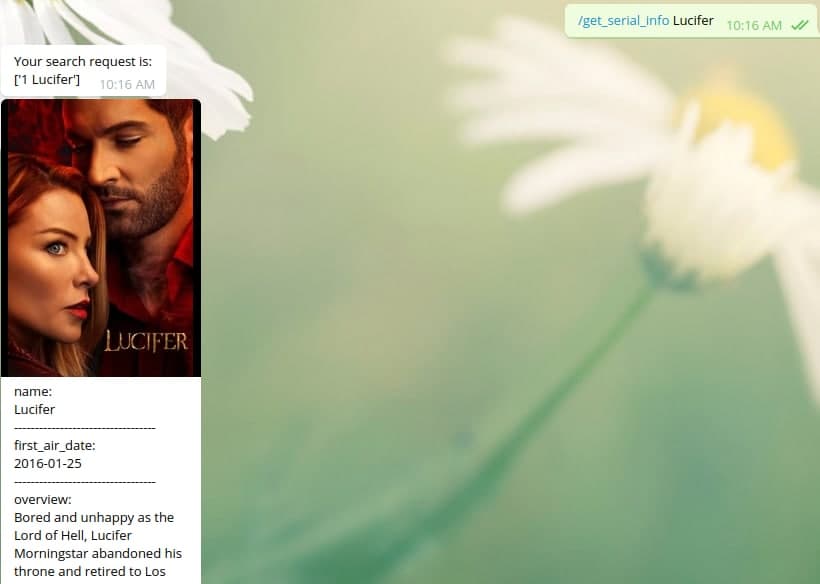 /get_serial_info Lucifer 10:16 AM
Your search request is:
['1 Lucifer'] 10:16 AM
LUCIFER
name:
Lucifer
----------------------------------
first_air_date:
2016-01-25
----------------------------------
overview:
Bored and unhappy as the
Lord of Hell, Lucifer
Morningstar abandoned his
throne and retired to Los